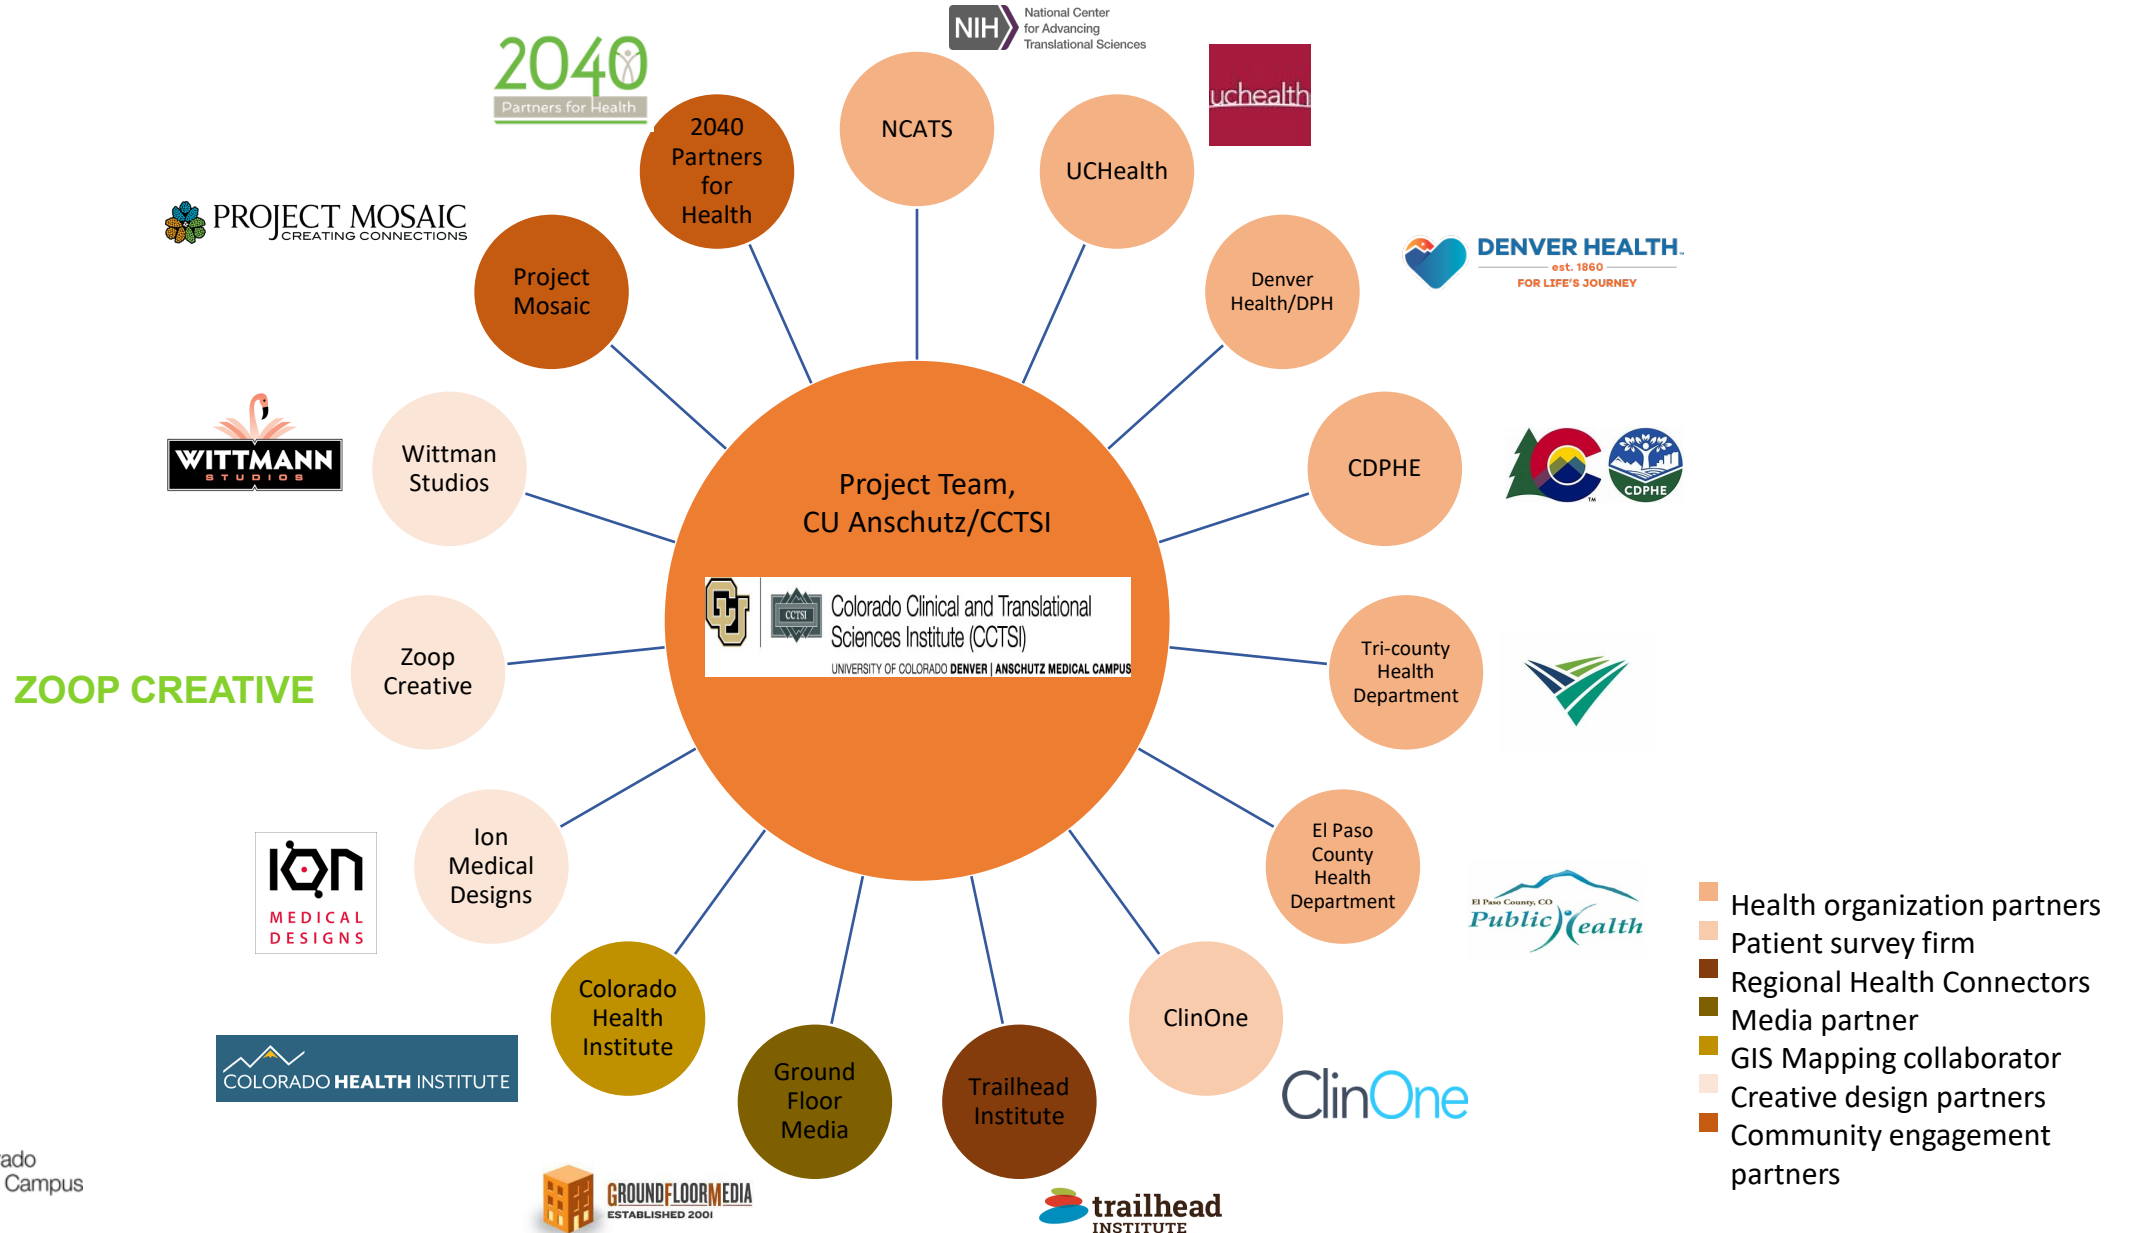 NIH
National Center
for Advancing
Translational Sciences
2040
Partners for Health
uchealth
2040
Partners
for
Health
NCATS
UCHealth
PROJECT MOSAIC
CREATING CONNECTIONS
Project
Mosaic
Denver
Health/DPH
DENVER HEALTH
est. 1860
FOR LIFE'S JOURNEY
WITTMANN
STUDIOS
Wittman
Studios
Project Team,
CU Anschutz/CCTSI
CDPHE
CDPHE
TM
CU
CCTSI
Colorado Clinical and Translational
Sciences Institute (CCTSI)
UNIVERSITY OF COLORADO DENVER | ANSCHUTZ MEDICAL CAMPUS
ZOOP CREATIVE
Zoop
Creative
Tri-county
Health
Department
ION
MEDICAL
DESIGNS
Ion
Medical
Designs
El Paso
County
Health
Department
El Paso County, CO
Public Health
COLORADO HEALTH INSTITUTE
Colorado
Health
Institute
Ground
Floor
Media
Trailhead
Institute
ClinOne
ClinOne
GROUNDFLOORMEDIA
ESTABLISHED 2001
trailhead
INSTITUTE
Health organization partners
Patient survey firm
Regional Health Connectors
Media partner
GIS Mapping collaborator
Creative design partners
Community engagement
partners
ado
Campus